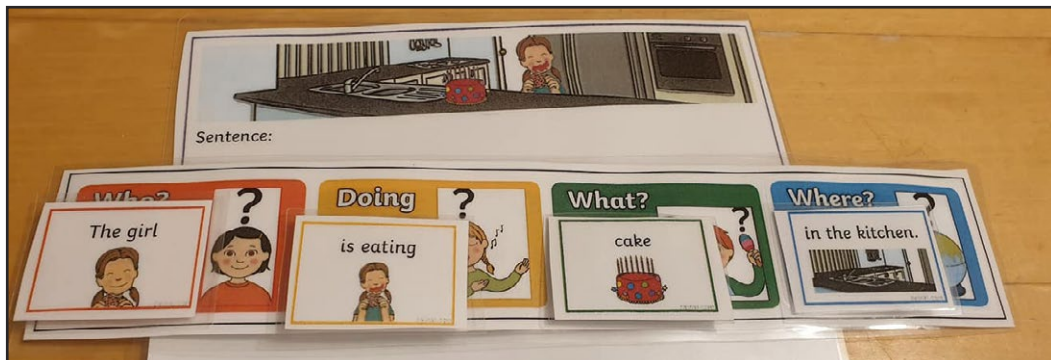 Sentence:
Who?
Doing
What?
Where?
?
?
?
?
The girl
is eating
cake
in the kitchen.